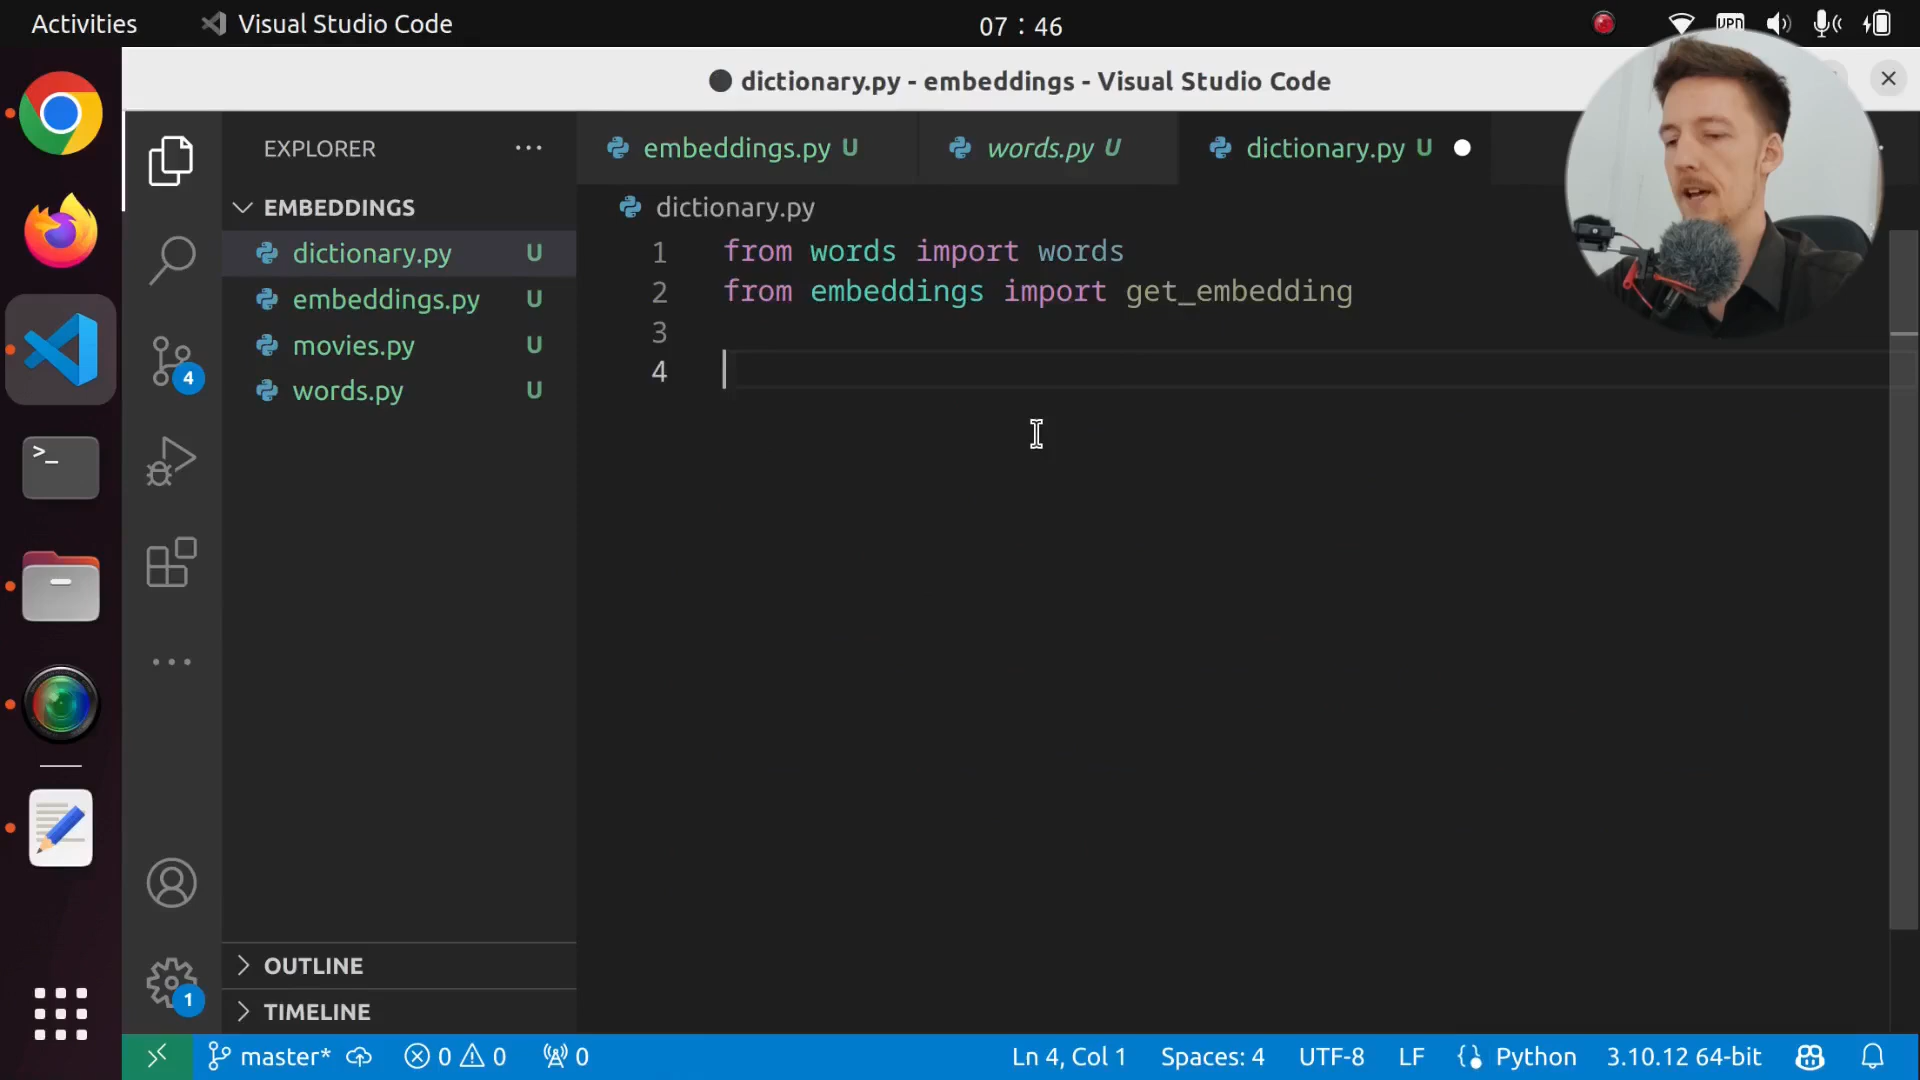 Activities
Visual Studio Code
07 : 46
VPN
dictionary.py - embeddings - Visual Studio Code
EXPLORER
EMBEDDINGS
dictionary.py U
embeddings.py U
movies.py U
words.py U
OUTLINE
TIMELINE
4
1
embeddings.py U
words.py U
dictionary.py U
dictionary.py
1 from words import words
2 from embeddings import get_embedding
3
4
>_
master*
0 0
0
Ln 4, Col 1
Spaces: 4
UTF-8
LF
Python
3.10.12 64-bit